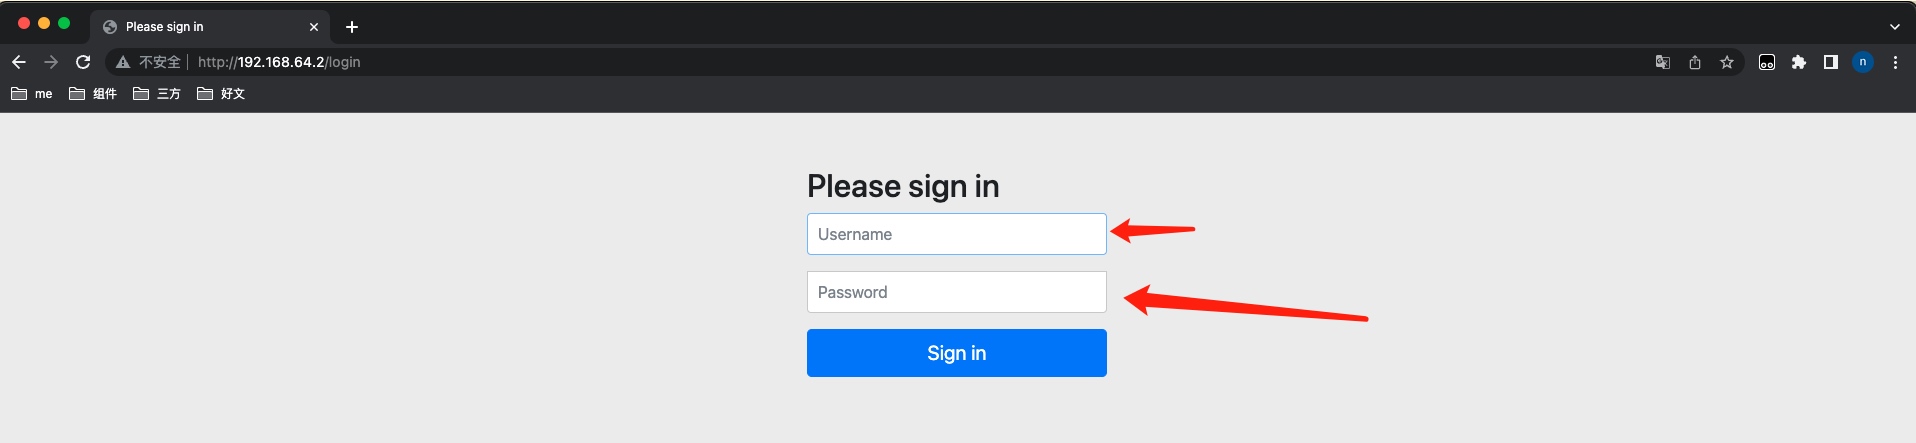 Please sign in
不安全 | http://192.168.64.2/login
n
me 组件 三方 好文
Please sign in
Username
Password
Sign in